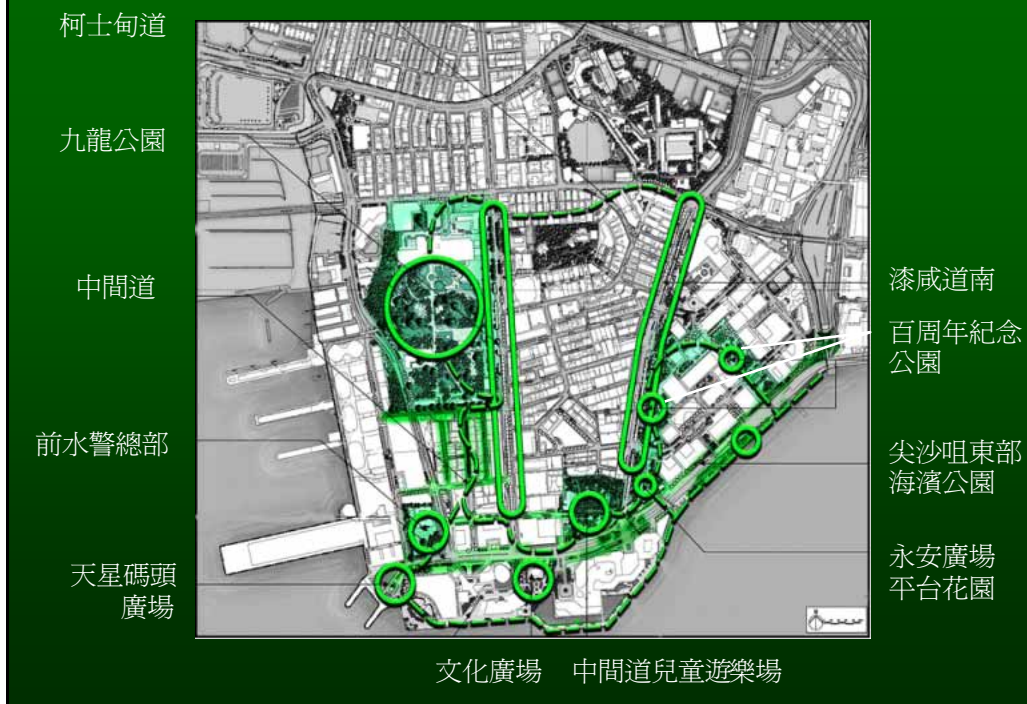 柯士甸道
九龍公園
中間道
前水警總部
天星碼頭
廣場
漆咸道南
百周年紀念
公園
尖沙咀東部
海濱公園
永安廣場
平台花園
文化廣場
中間道兒童遊樂場